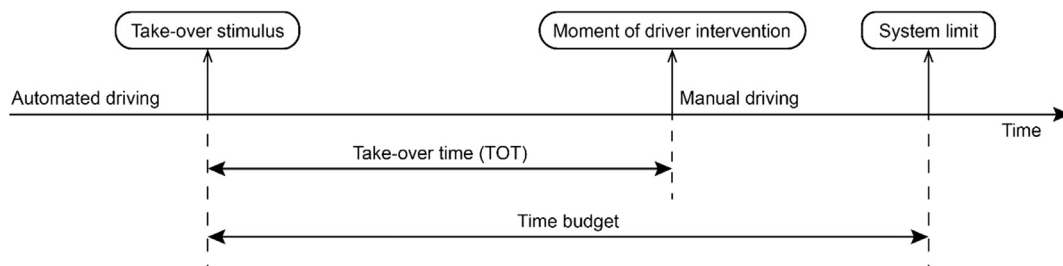 Take-over stimulus
Moment of driver intervention
System limit
Automated driving
Manual driving
Time
Take-over time (TOT)
Time budget